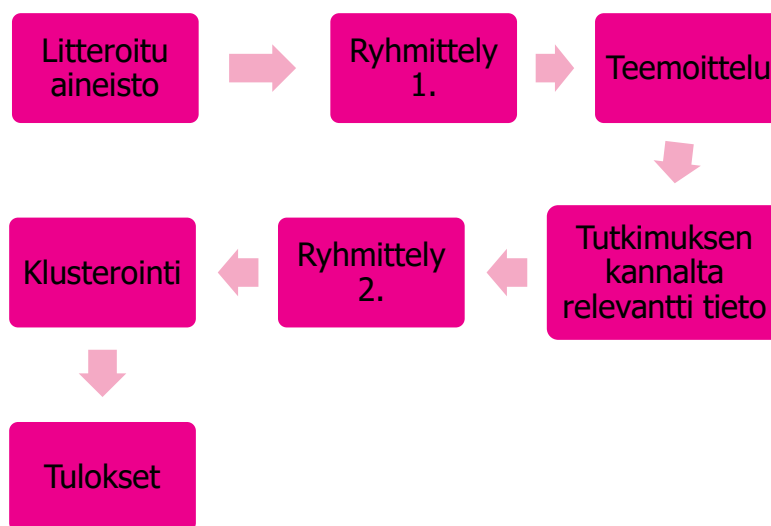 Litteroitu
aineisto
Ryhmittely
1.
Teemoittelu
Tutkimuksen
kannalta
relevantti tieto
Ryhmittely
2.
Klusterointi
Tulokset